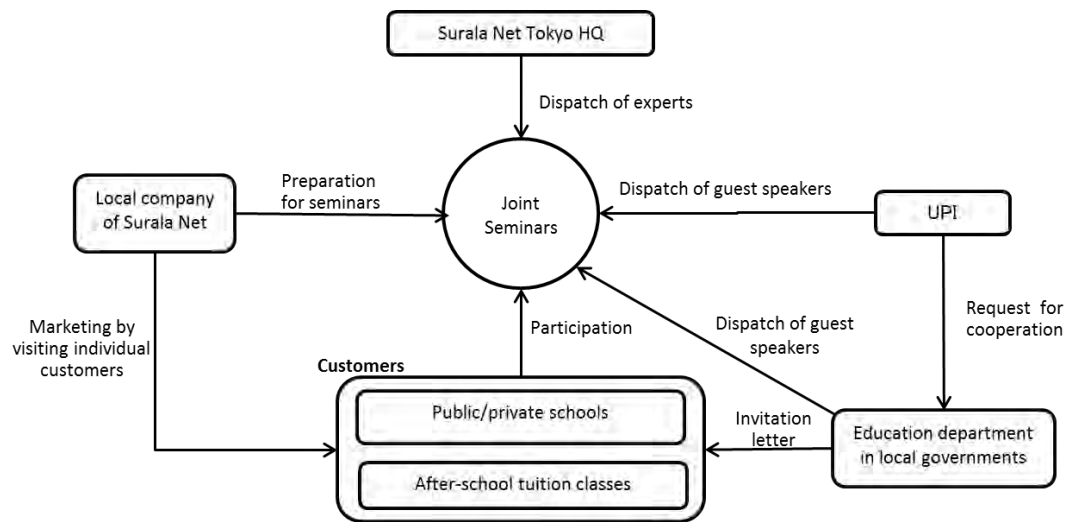 Surala Net Tokyo HQ
Dispatch of experts
Local company
of Surala Net
Preparation
for seminars
Joint
Seminars
Dispatch of guest speakers
UPI
Marketing by
visiting individual
customers
Participation
Dispatch of guest
speakers
Request for
cooperation
Customers
Public/private schools
After-school tuition classes
Invitation
letter
Education department
in local governments